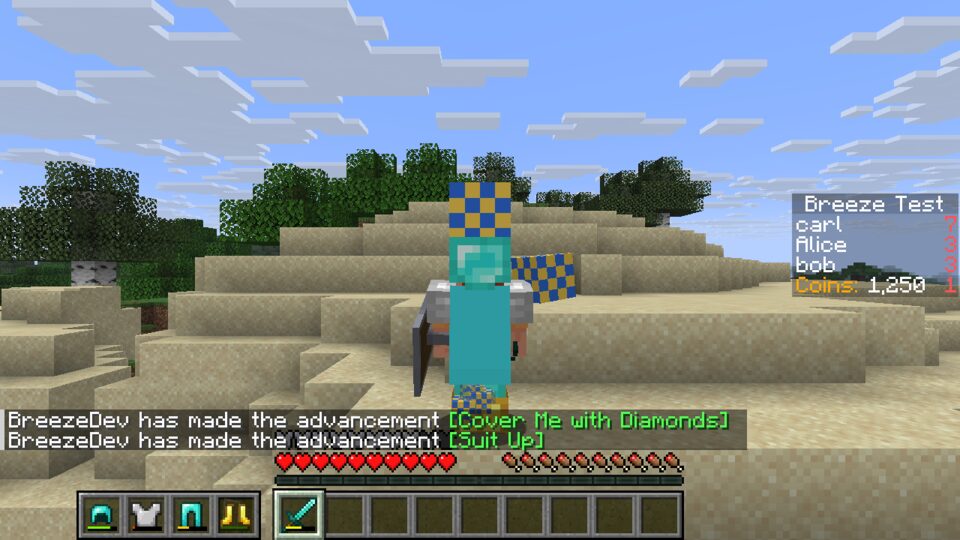 Breeze Test
carl 7
Alice 3
bob 2
Coins: 1,250 1
BreezeDev has made the advancement [Cover Me with Diamonds]
BreezeDev has made the advancement [Suit Up]